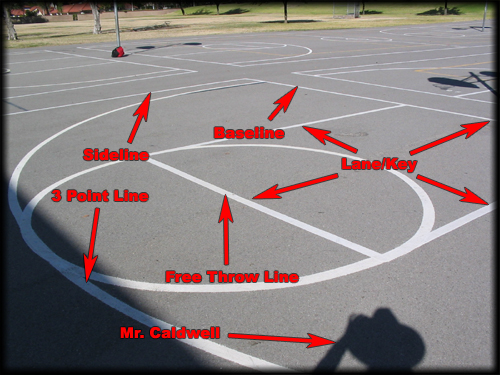 Baseline
Sideline
Lane/Key
3 Point Line
Free Throw Line
Mr. Caldwell